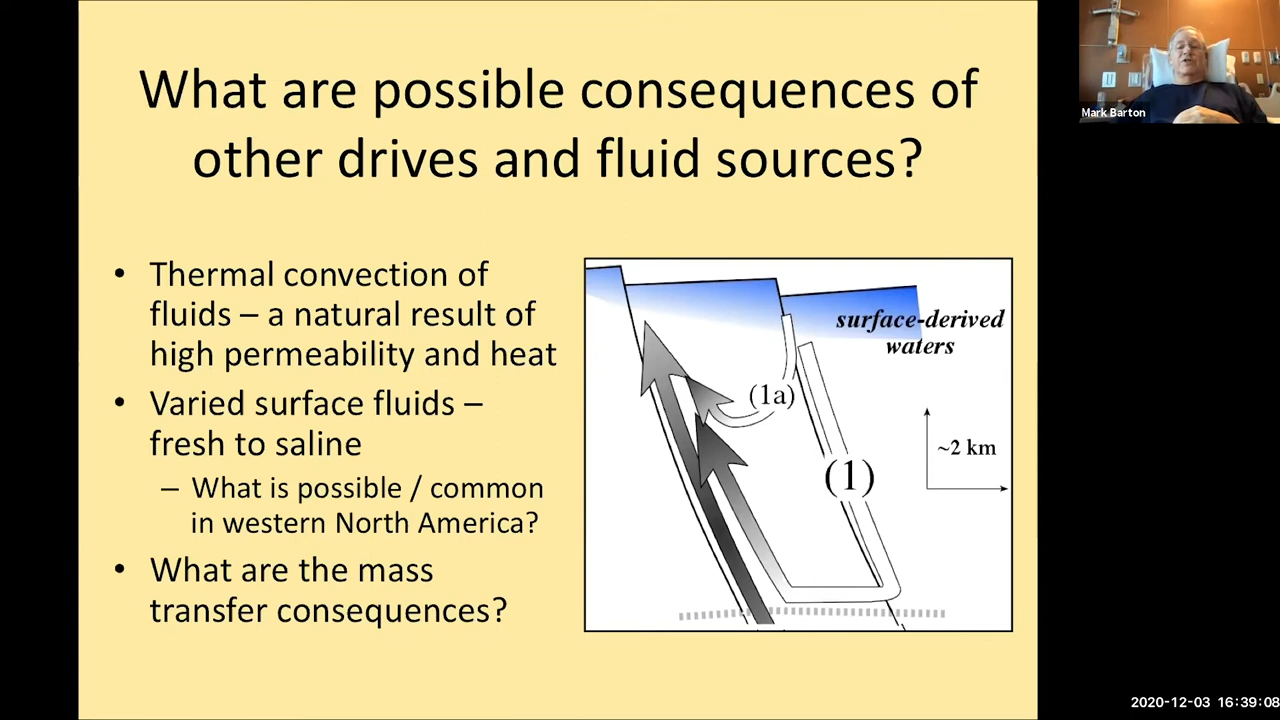 What are possible consequences of
other drives and fluid sources?
• Thermal convection of
fluids – a natural result of
high permeability and heat
• Varied surface fluids –
fresh to saline
– What is possible / common
in western North America?
• What are the mass
transfer consequences?
surface-derived
waters
(1a)
(1)
~2 km
Mark Barton
2020-12-03 16:39:08